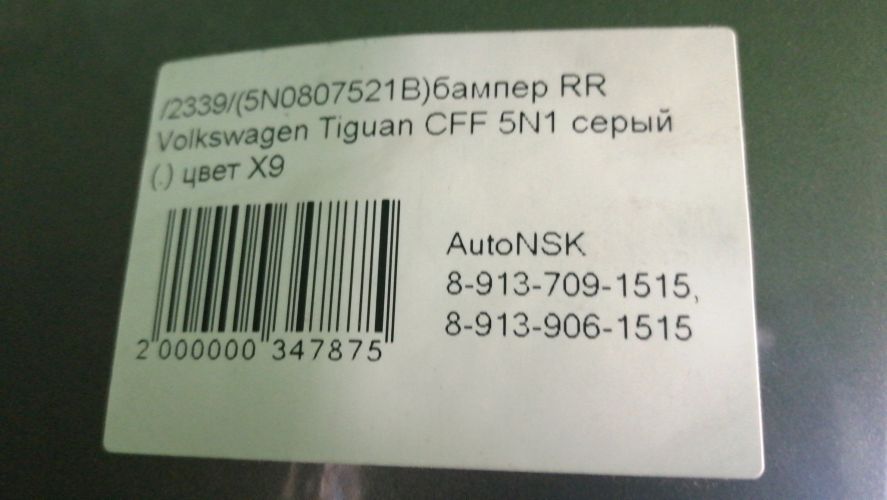 /2339/(5N0807521B)бампер RR
Volkswagen Tiguan CFF 5N1 серый
(.) цвет X9
AutoNSK
8-913-709-1515,
8-913-906-1515
2 000000 347875